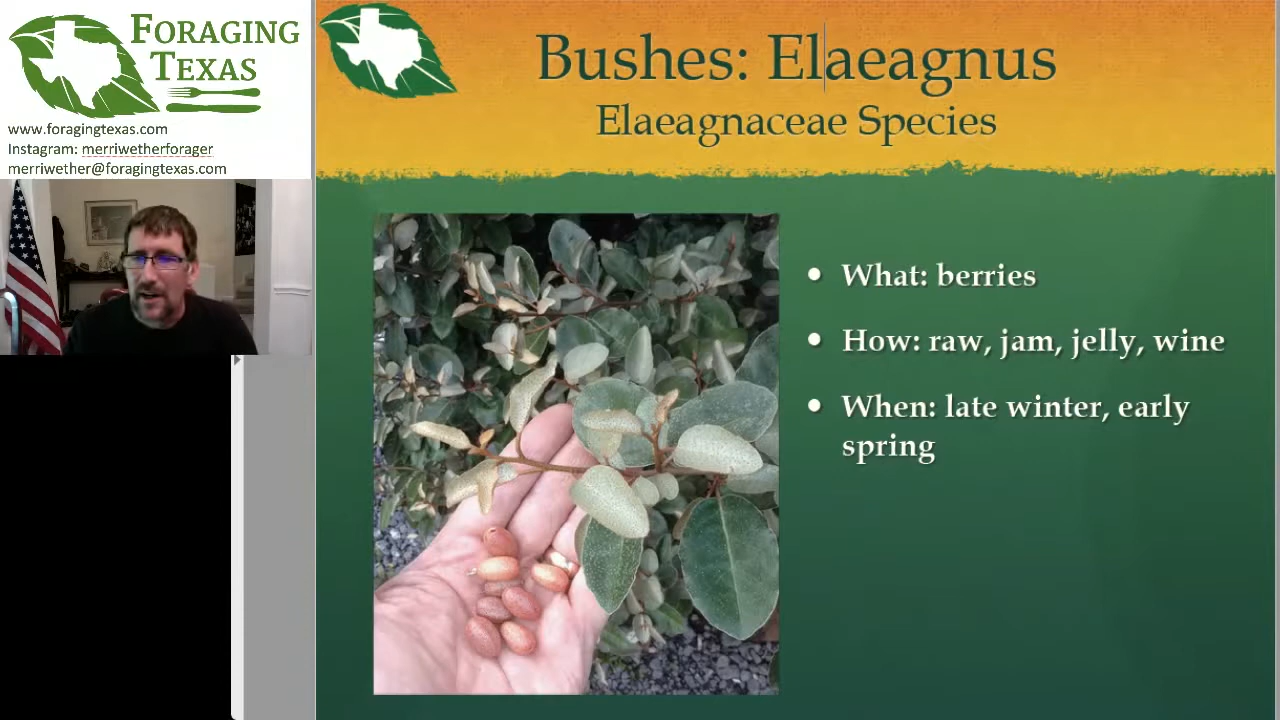 FORAGING
TEXAS
www.foragingtexas.com
Instagram: merriwetherforager
merriwether@foragingtexas.com
Bushes: Elaeagnus
Elaeagnaceae Species
• What: berries
• How: raw, jam, jelly, wine
• When: late winter, early
spring